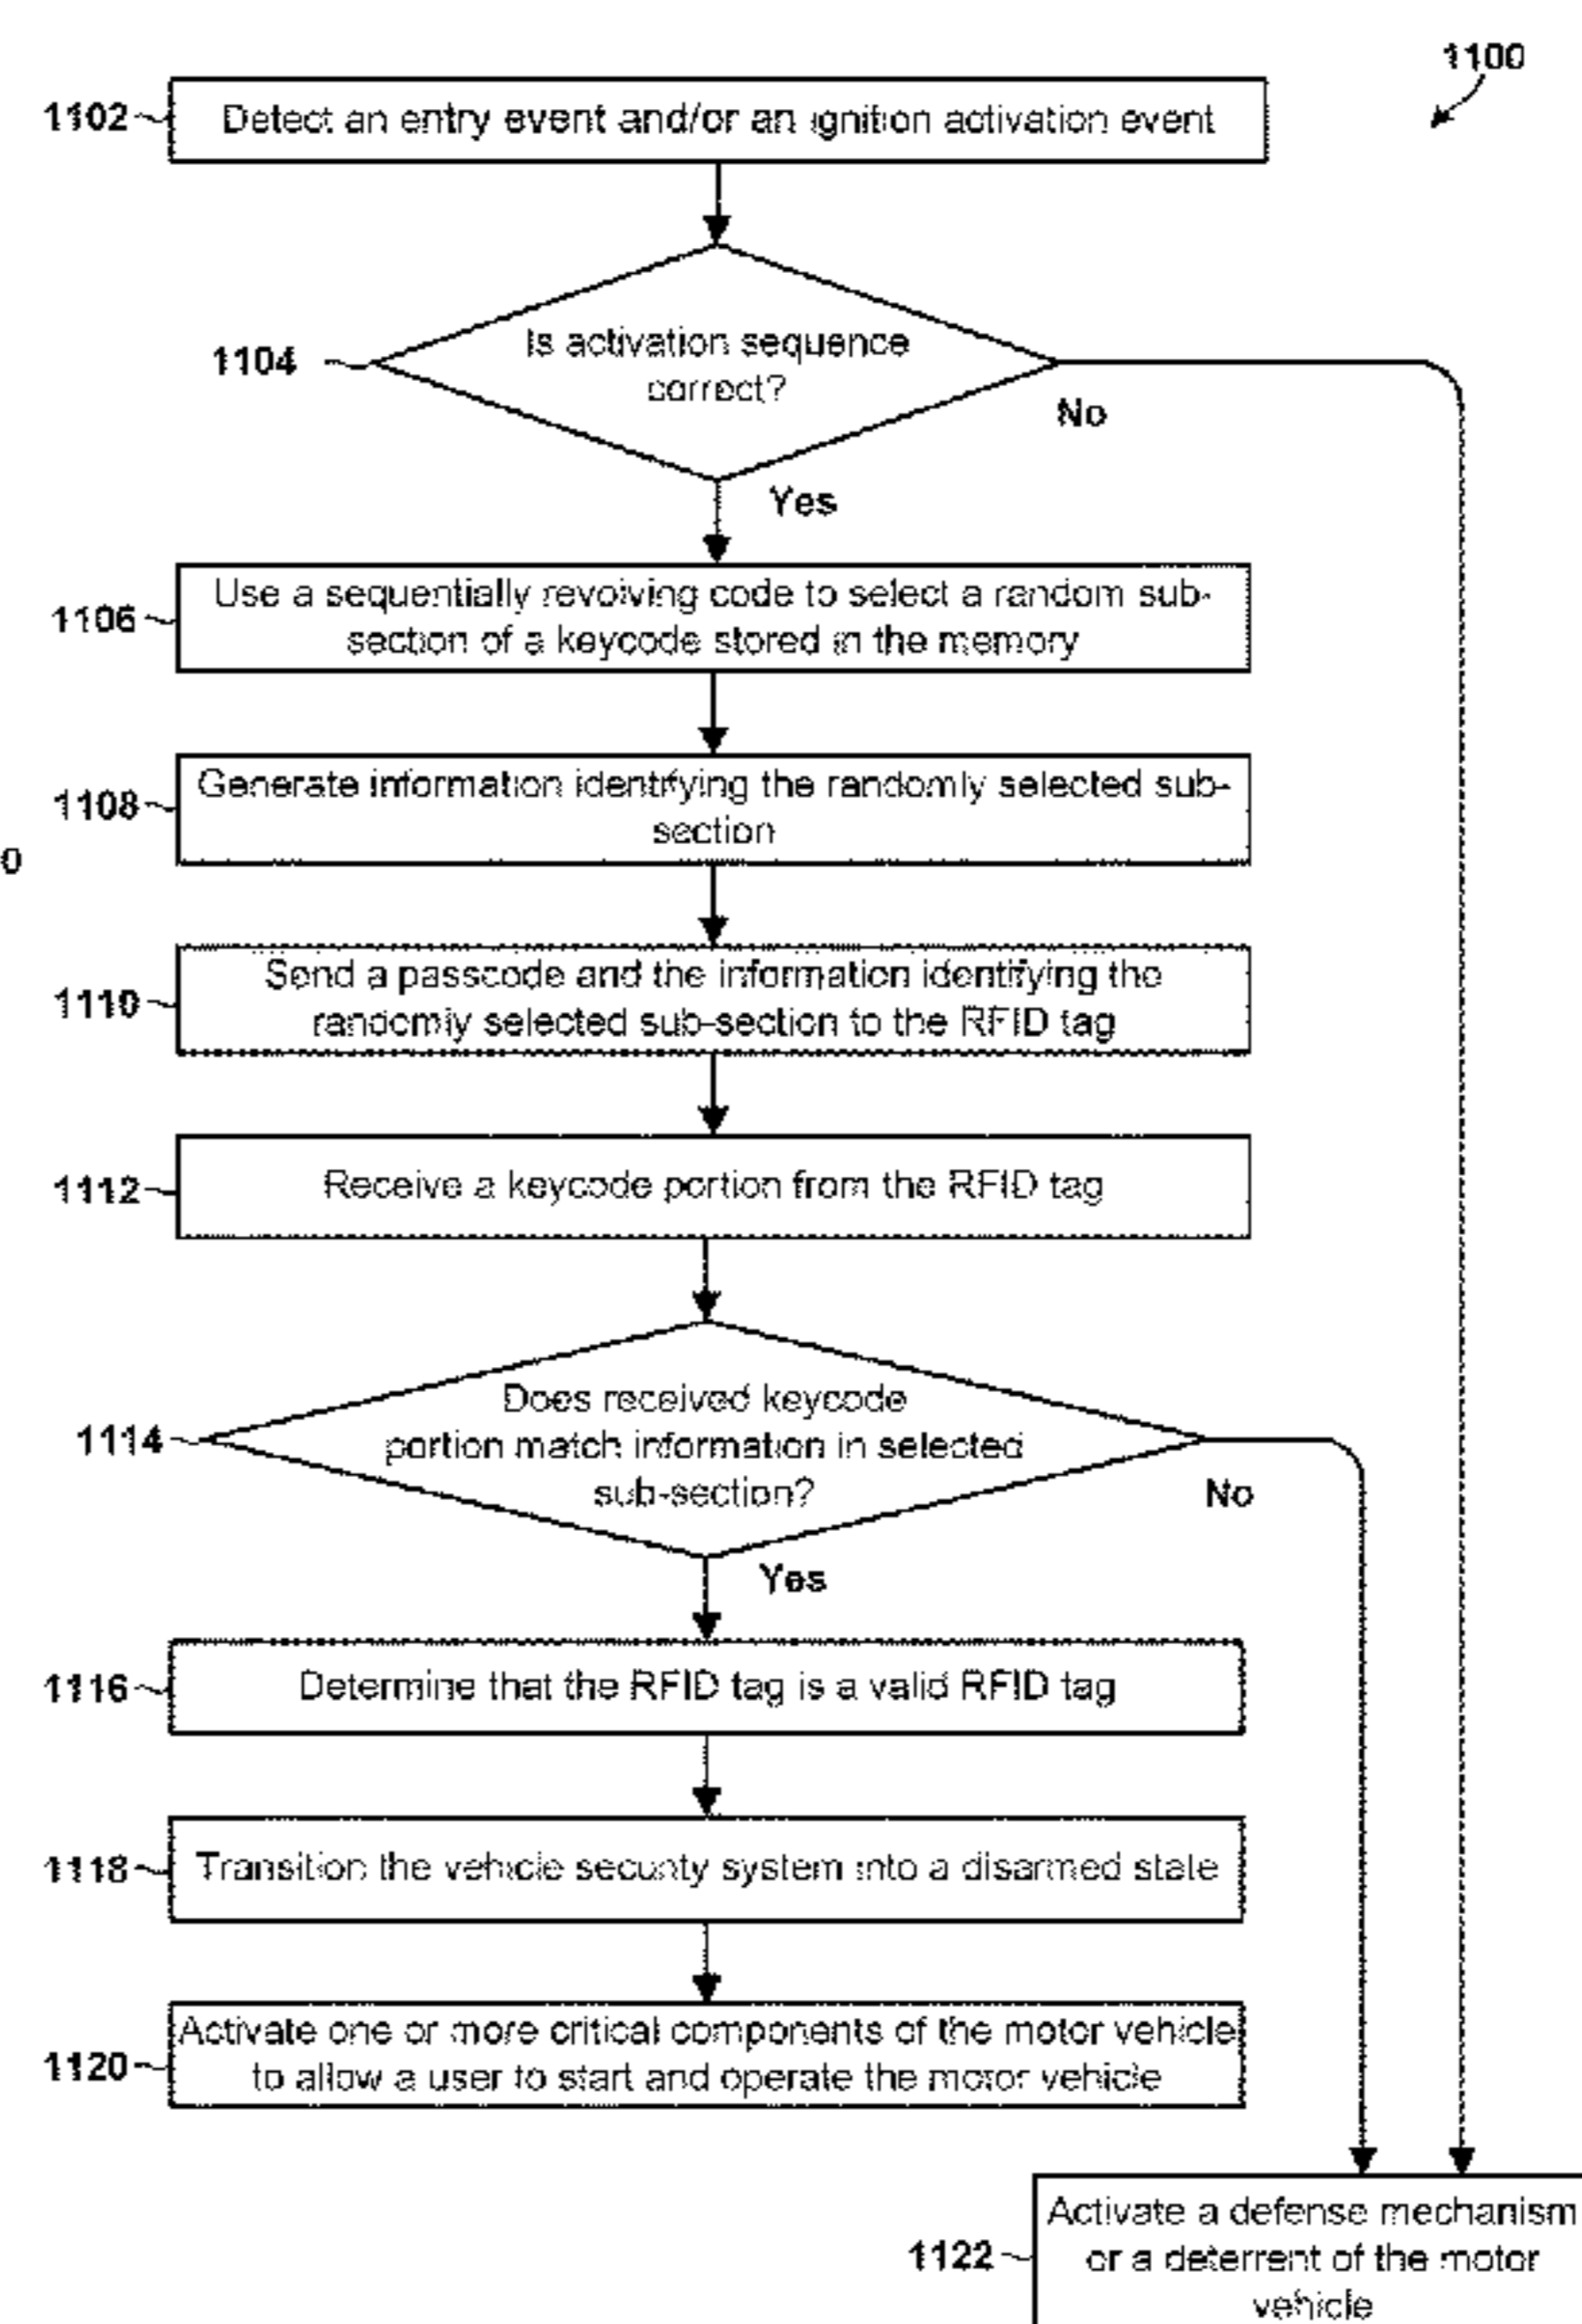 1100
1102
Detect an entry event and/or an ignition activation event
1104
Is activation sequence
correct?
No
Yes
1106
Use a sequentially revolving code to select a random sub-
section of a keycode stored in the memory
1108
Generate information identifying the randomly selected sub-
section
0
1110
Send a passcode and the information identifying the
randomly selected sub-section to the RFID tag
1112
Receive a keycode portion from the RFID tag
1114
Does received keycode
portion match information in selected
sub-section?
No
Yes
1116
Determine that the RFID tag is a valid RFID tag
1118
Transition the vehicle security system into a disarmed state
1120
Activate one or more critical components of the motor vehicle
to allow a user to start and operate the motor vehicle
1122
Activate a defense mechanism
or a deterrent of the motor
vehicle